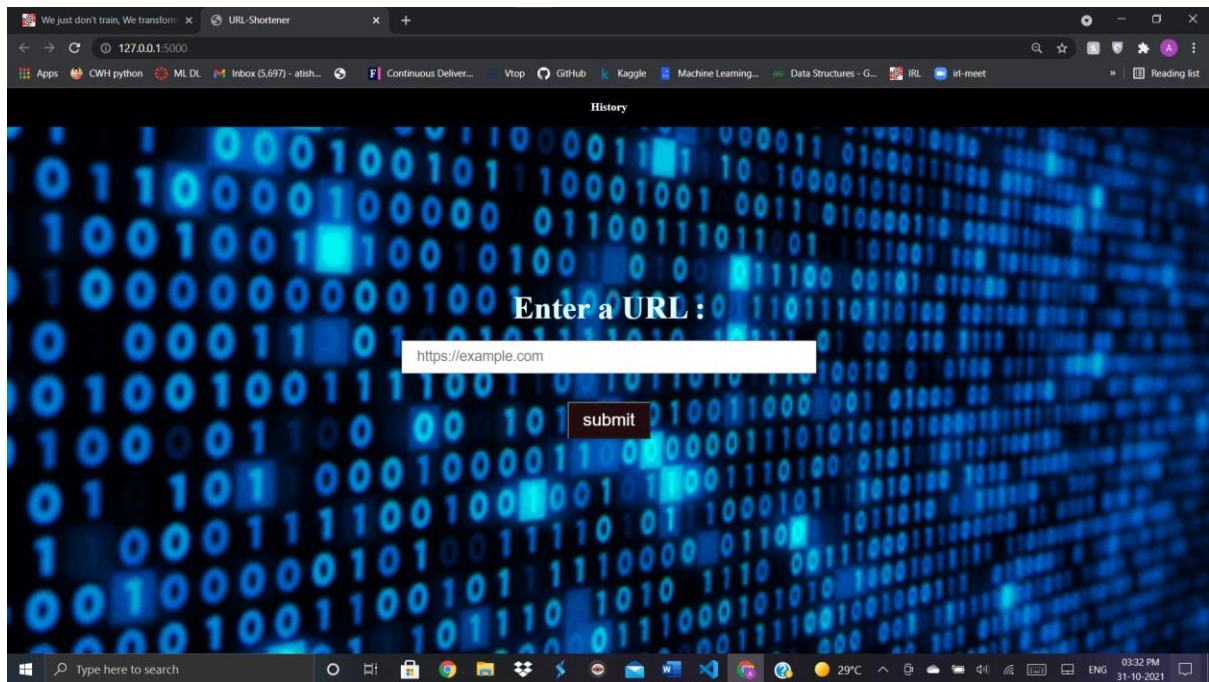 We just don't train, We transform
URL-Shortener
127.0.0.1:5000
Apps CWH python ML DL Inbox (5,697) - atish... Continuous Deliver... Vtop GitHub Kaggle Machine Learning... Data Structures - G... IRL irl-meet » Reading list
History
Enter a URL :
https://example.com
submit
Type here to search
29°C ENG 03:32 PM
31-10-2021